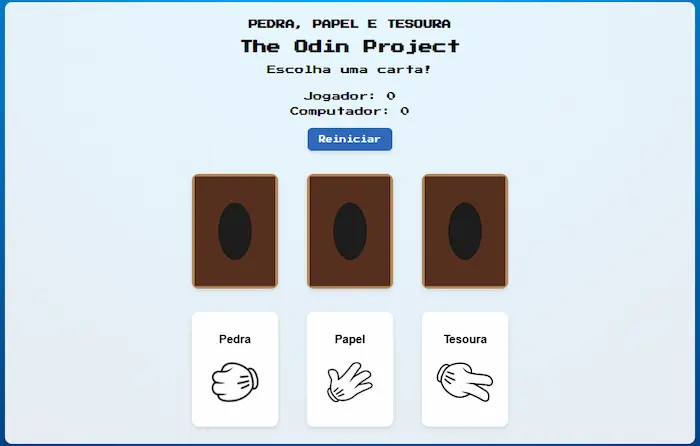 PEDRA, PAPEL E TESOURA
The Odin Project
Escolha uma carta!
Jogador: 0
Computador: 0
Reiniciar
Pedra Papel Tesoura